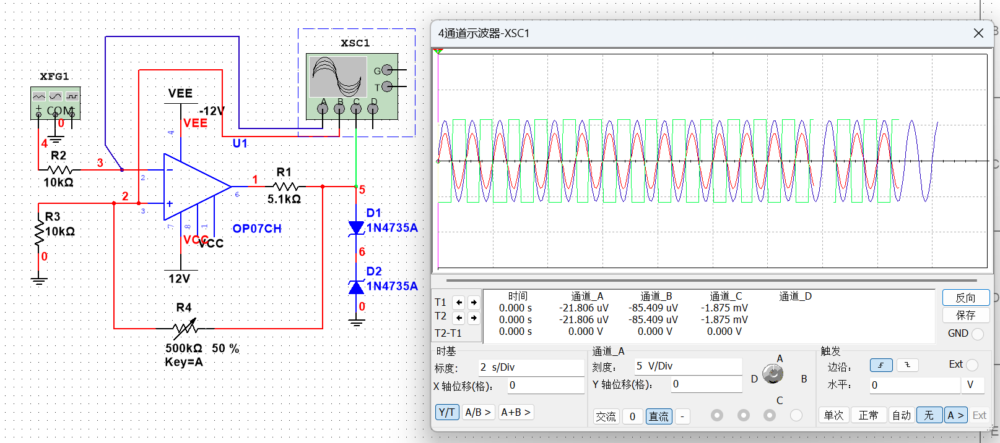 XFG1
+
COM
-
0
4
R2
10kΩ
3
2
2
3
R3
10kΩ
0
VEE
-12V
VEE
4
U1
-
+
7
8
1
VCC
VCC
12V
OP07CH
6
1
R1
5.1kΩ
5
D1
1N4735A
6
D2
1N4735A
0
R4
500kΩ 50 %
Key=A
XSC1
G
T
A B C D
4通道示波器-XSC1
时间 通道_A 通道_B 通道_C 通道_D
T1 0.000 s -21.806 uV -85.409 uV -1.875 mV
T2 0.000 s -21.806 uV -85.409 uV -1.875 mV
T2-T1 0.000 s 0.000 V 0.000 V 0.000 V
反向
保存
GND
时基
标度: 2 s/Div
X 轴位移(格): 0
Y/T A/B > A+B >
通道_A
刻度: 5 V/Div
Y 轴位移(格): 0
交流 0 直流 -
A
B
C
D
触发
边沿: Ext
水平: 0 V
单次 正常 自动 无 A > Ext
B
C
D
E